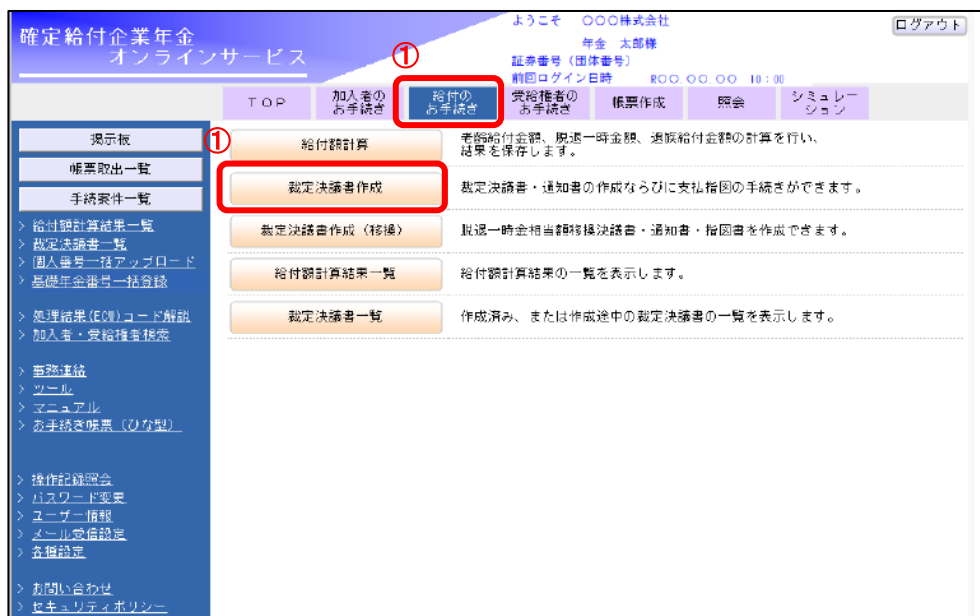 確定給付企業年金
オンラインサービス
ようこそ ○○○株式会社
年金 太郎様
証券番号（団体番号）
前回ログイン日時 R○○.○○.○○ 10:00
ログアウト
①
TOP
加入者の
お手続き
給付の
お手続き
受給権者の
お手続き
帳票作成
照会
シミュレー
ション
掲示板
帳票取出一覧
手続案件一覧
> 給付額計算結果一覧
> 裁定決議書一覧
> 個人番号一括アップロード
> 基礎年金番号一括登録
> 処理結果(ECW)コード解説
> 加入者・受給権者検索
> 事務連絡
> ツール
> マニュアル
> お手続き帳票（ひな型）
> 操作記録照会
> パスワード変更
> ユーザー情報
> メール受信設定
> 各種設定
> お問い合わせ
> セキュリティポリシー
①
給付額計算
老齢給付金額、脱退一時金額、遺族給付金額の計算を行い、
結果を保存します。
裁定決議書作成
裁定決議書・通知書の作成ならびに支払指図の手続きができます。
裁定決議書作成（移換）
脱退一時金相当額移換決議書・通知書・指図書を作成できます。
給付額計算結果一覧
給付額計算結果の一覧を表示します。
裁定決議書一覧
作成済み、または作成途中の裁定決議書の一覧を表示します。